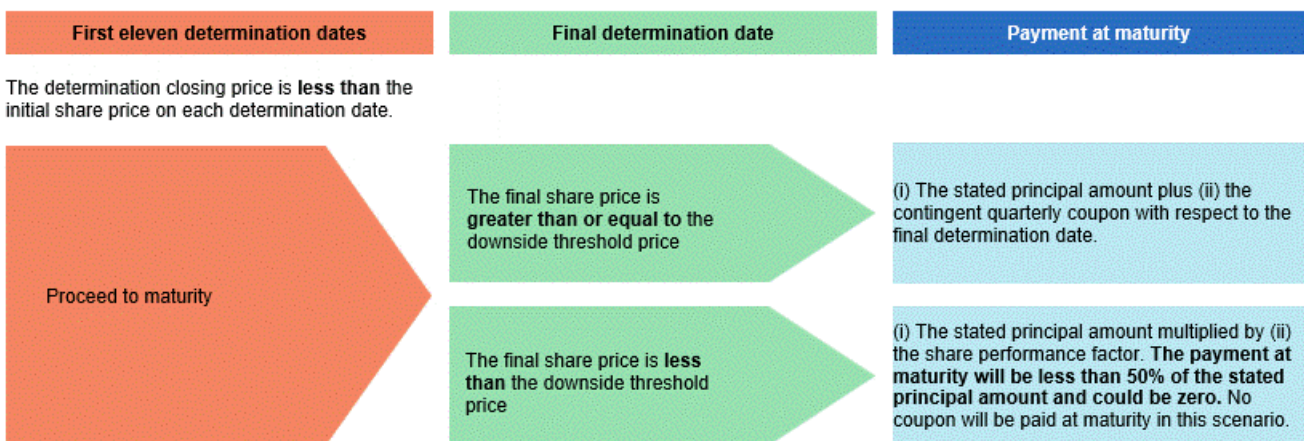 First eleven determination dates
Final determination date
Payment at maturity
The determination closing price is less than the
initial share price on each determination date.
Proceed to maturity
The final share price is
greater than or equal to the
downside threshold price
(i) The stated principal amount plus (ii) the
contingent quarterly coupon with respect to the
final determination date.
The final share price is less
than the downside threshold
price
(i) The stated principal amount multiplied by (ii)
the share performance factor. The payment at
maturity will be less than 50% of the stated
principal amount and could be zero. No
coupon will be paid at maturity in this scenario.